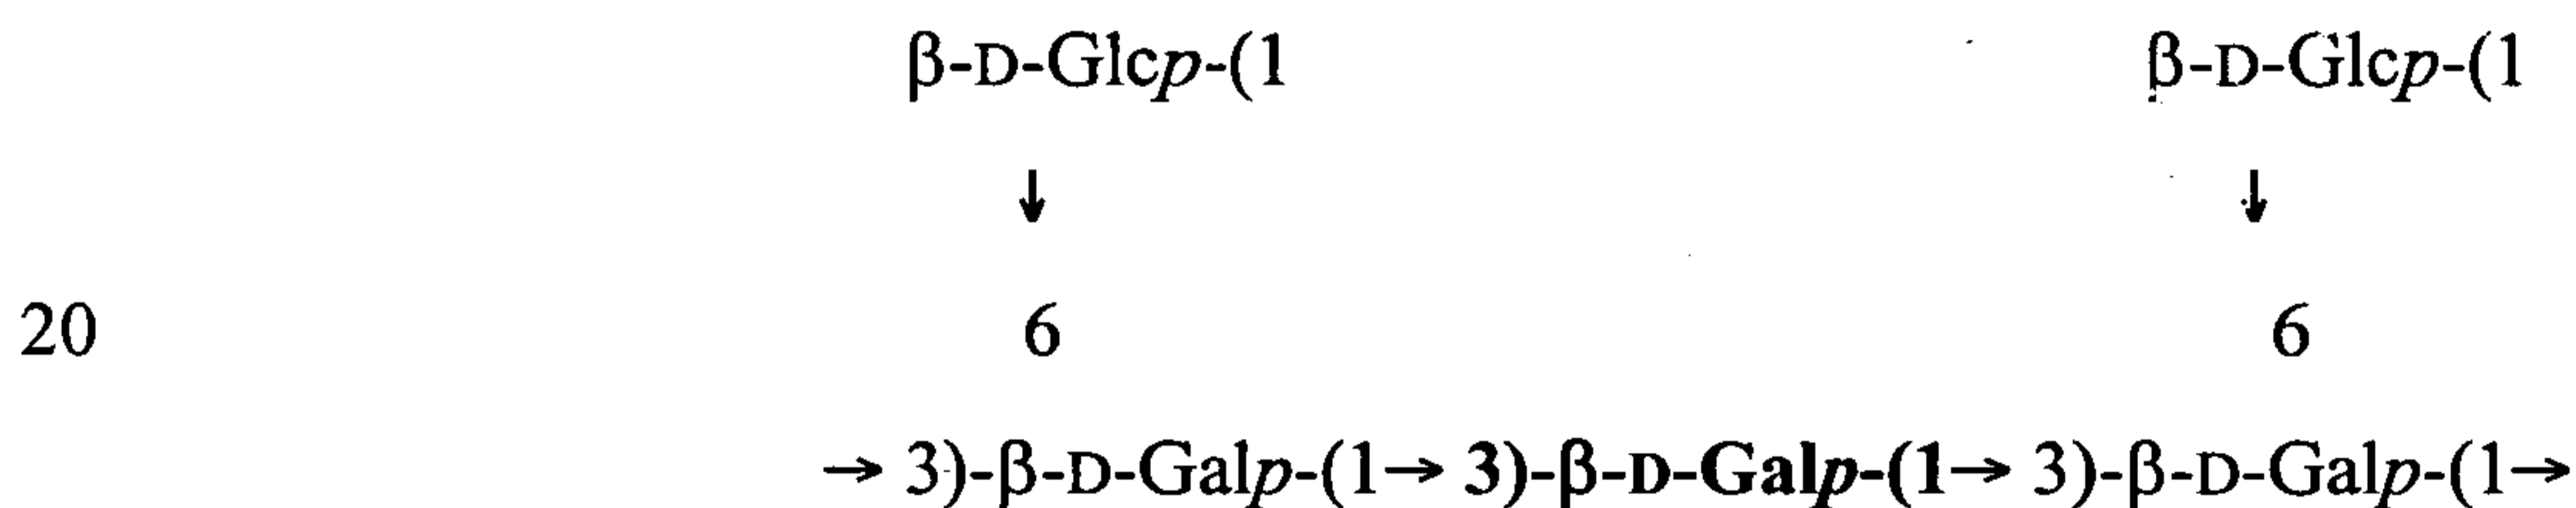 β-D-Glcp-(1 β-D-Glcp-(1
↓ ↓
20 6 6
→ 3)-β-D-Galp-(1→ 3)-β-D-Galp-(1→ 3)-β-D-Galp-(1→